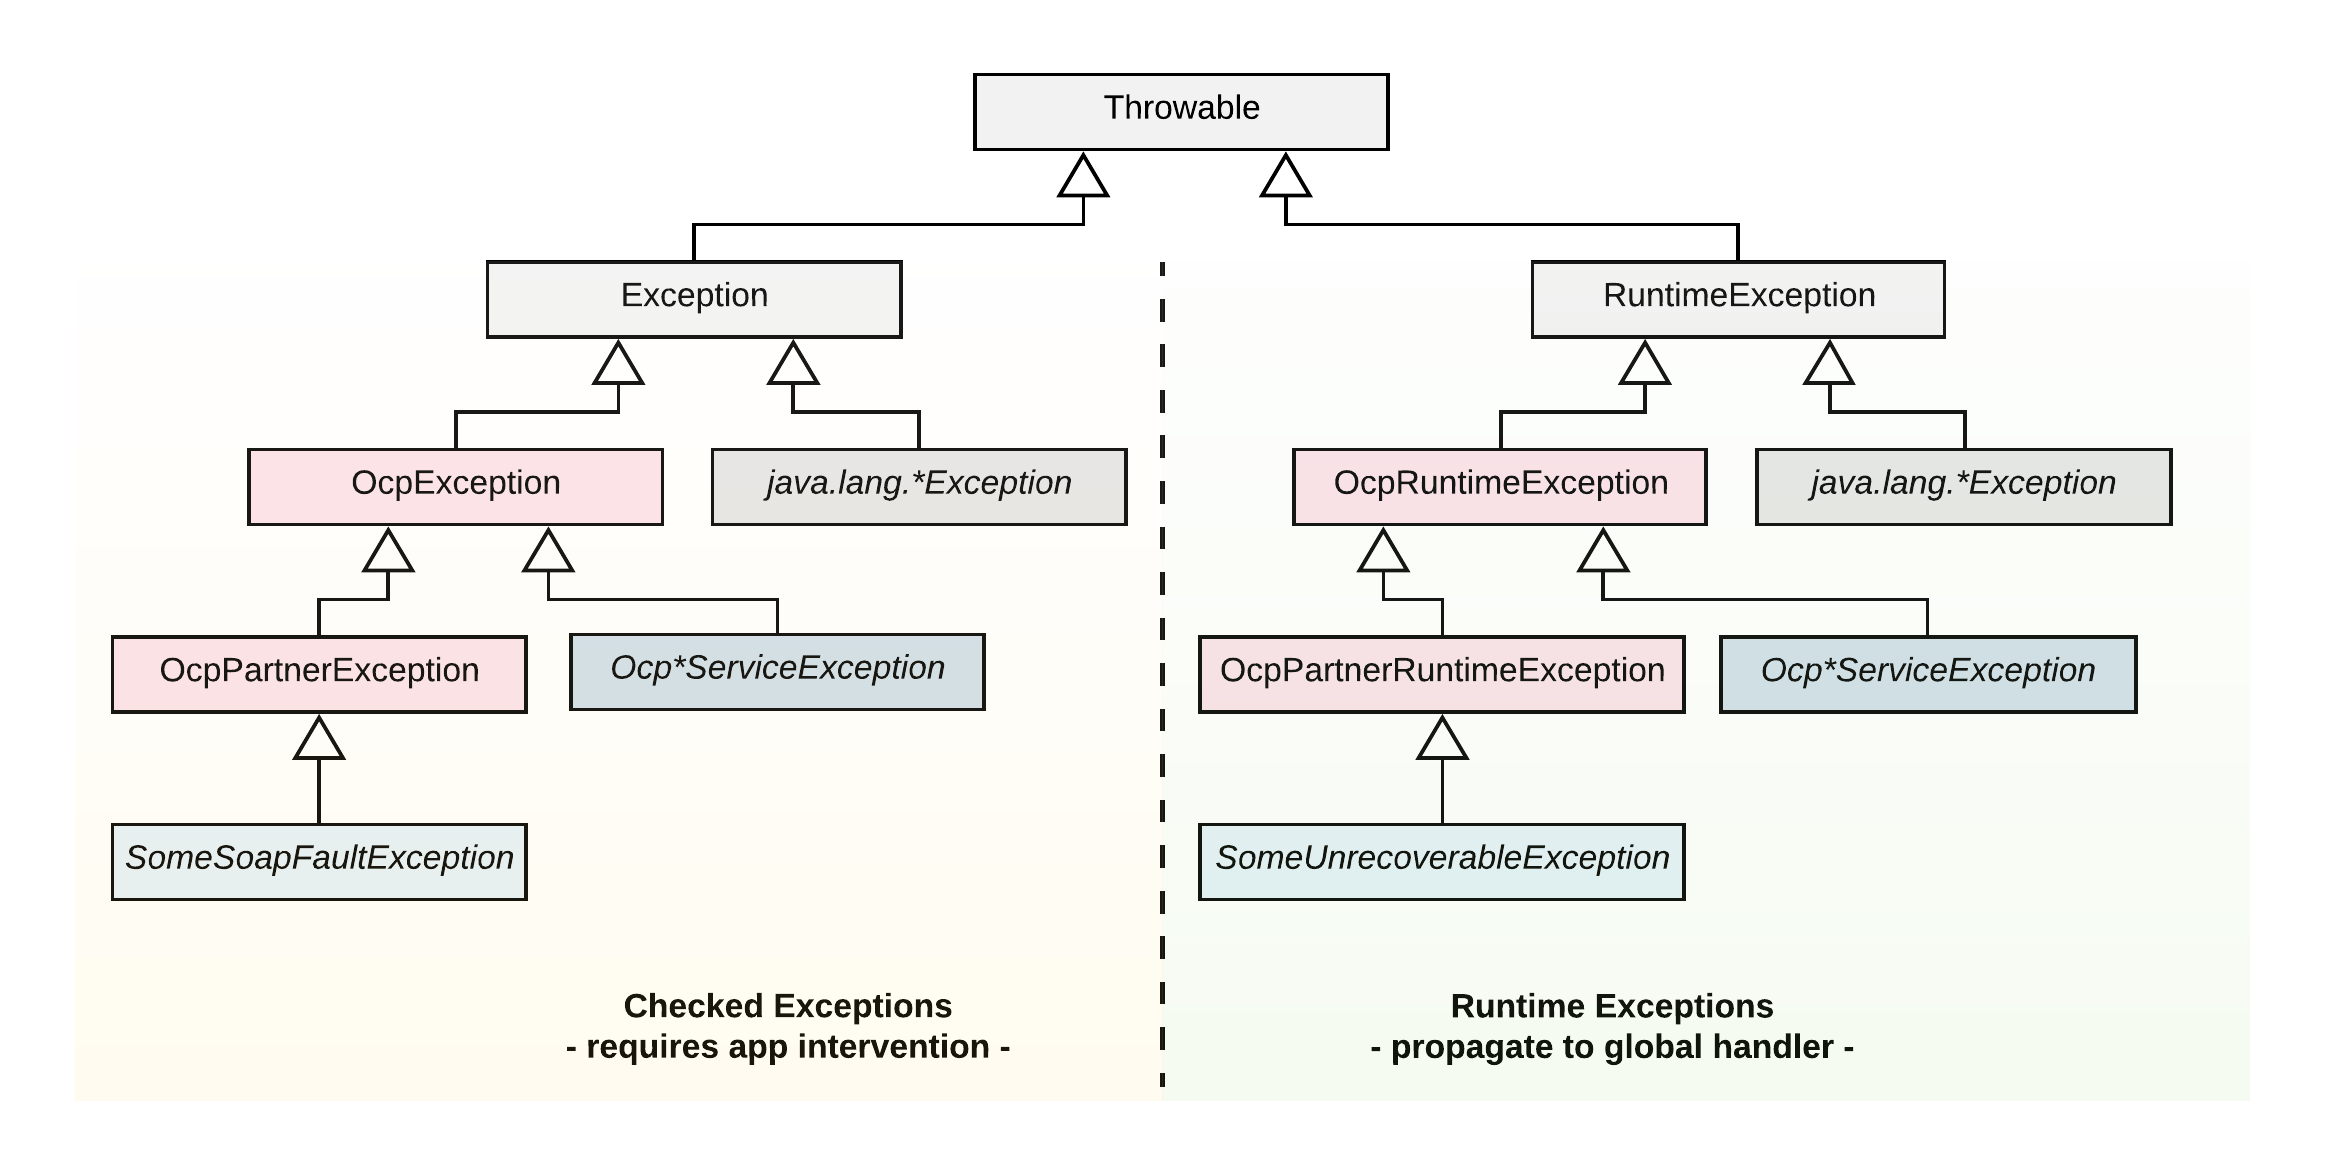 Throwable
Exception
RuntimeException
OcpException
java.lang.*Exception
OcpRuntimeException
java.lang.*Exception
OcpPartnerException
Ocp*ServiceException
OcpPartnerRuntimeException
Ocp*ServiceException
SomeSoapFaultException
SomeUnrecoverableException
Checked Exceptions
- requires app intervention -
Runtime Exceptions
- propagate to global handler -